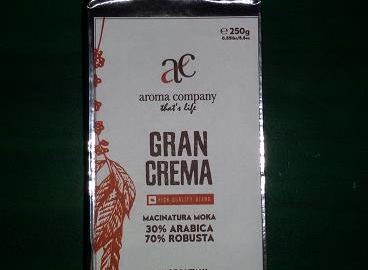 ℮ 250g
ac
aroma company
that's life
GRAN
CREMA
HIGH QUALITY BLEND
MACINATURA MOKA
30% ARABICA
70% ROBUSTA